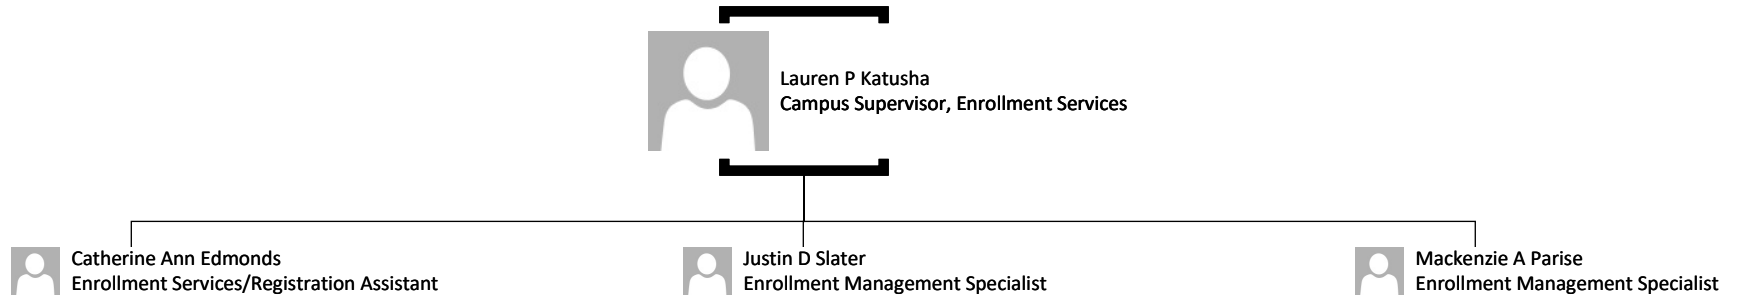 Lauren P Katusha
Campus Supervisor, Enrollment Services
Catherine Ann Edmonds
Enrollment Services/Registration Assistant
Justin D Slater
Enrollment Management Specialist
Mackenzie A Parise
Enrollment Management Specialist